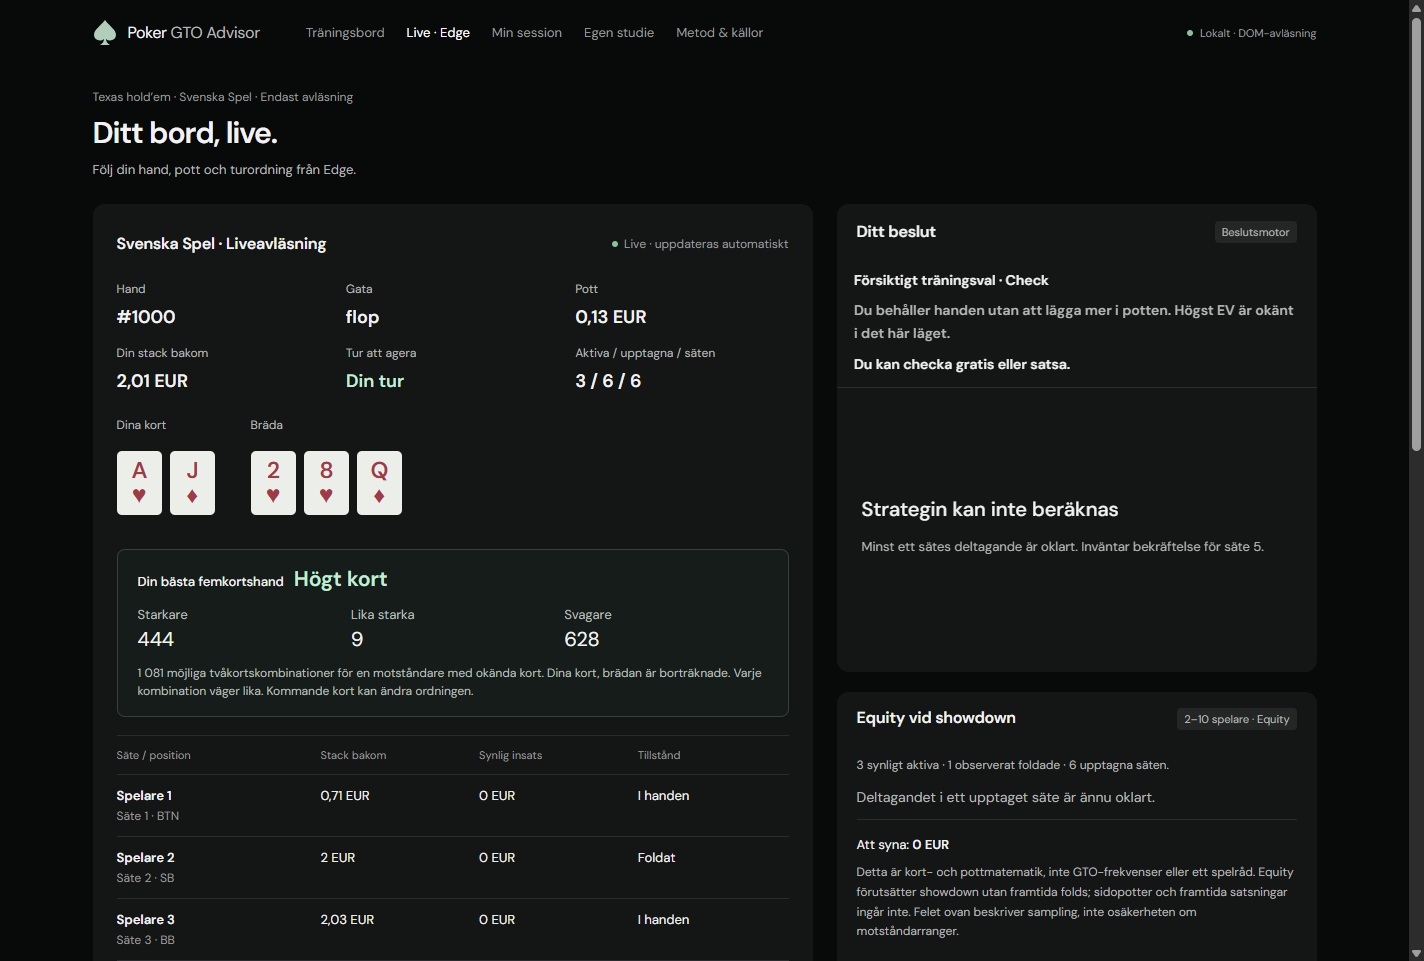 Poker GTO Advisor
Träningsbord
Live · Edge
Min session
Egen studie
Metod & källor
Lokalt · DOM-avläsning
Texas hold'em · Svenska Spel · Endast avläsning
Ditt bord, live.
Följ din hand, pott och turordning från Edge.
Svenska Spel · Liveavläsning
Live · uppdateras automatiskt
Hand
Gata
Pott
#1000
flop
0,13 EUR
Din stack bakom
Tur att agera
Aktiva / upptagna / säten
2,01 EUR
Din tur
3 / 6 / 6
Dina kort
Bräda
A♥
J♦
2♥
8♥
Q♦
Din bästa femkortshand Högt kort
Starkare
Lika starka
Svagare
444
9
628
1 081 möjliga tvåkortskombinationer för en motståndare med okända kort. Dina kort, brädan är borträknade. Varje
kombination väger lika. Kommande kort kan ändra ordningen.
Säte / position
Stack bakom
Synlig insats
Tillstånd
Spelare 1
0,71 EUR
0 EUR
I handen
Säte 1 · BTN
Spelare 2
2 EUR
0 EUR
Foldat
Säte 2 · SB
Spelare 3
2,03 EUR
0 EUR
I handen
Säte 3 · BB
Ditt beslut
Beslutsmotor
Försiktigt träningsval · Check
Du behåller handen utan att lägga mer i potten. Högst EV är okänt
i det här läget.
Du kan checka gratis eller satsa.
Strategin kan inte beräknas
Minst ett sätes deltagande är oklart. Inväntar bekräftelse för säte 5.
Equity vid showdown
2–10 spelare · Equity
3 synligt aktiva · 1 observerat foldade · 6 upptagna säten.
Deltagandet i ett upptaget säte är ännu oklart.
Att syna: 0 EUR
Detta är kort- och pottmatematik, inte GTO-frekvenser eller ett spelråd. Equity
förutsätter showdown utan framtida folds; sidopotter och framtida satsningar
ingår inte. Felet ovan beskriver sampling, inte osäkerheten om
motståndarranger.